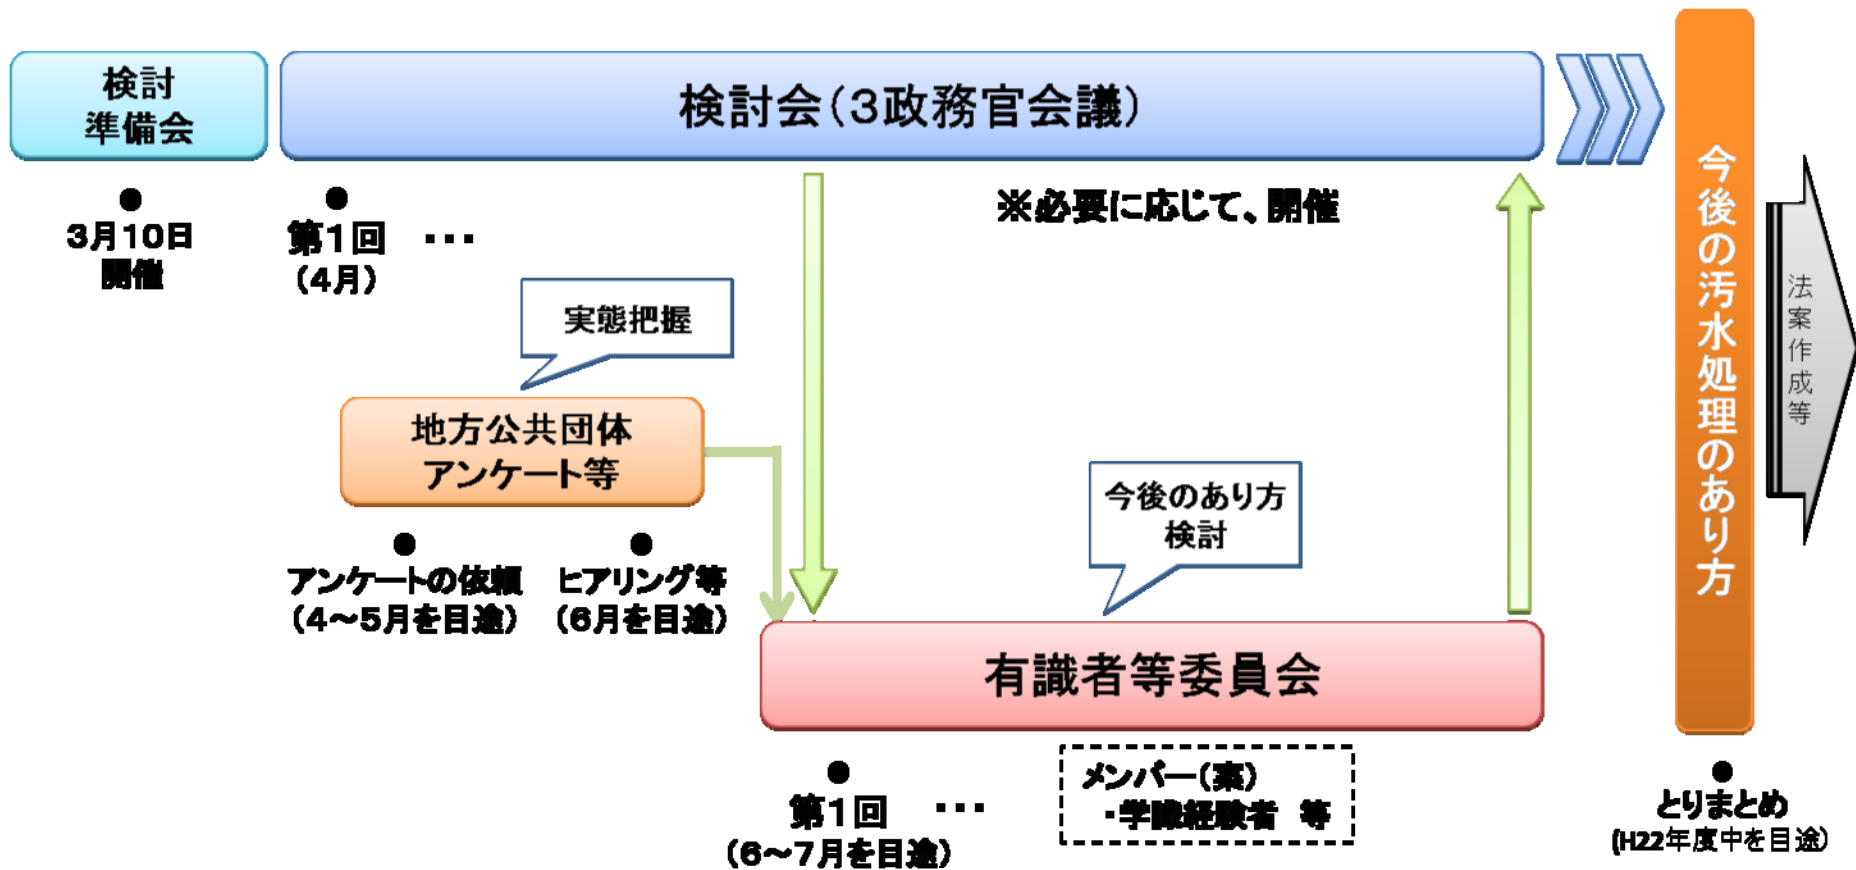 検討
準備会
検討会(3政務官会議)
●
3月10日
開催
●
第1回 ・・・
(4月)
※必要に応じて、開催
実態把握
地方公共団体
アンケート等
●
アンケートの依頼
(4~5月を目途)
●
ヒアリング等
(6月を目途)
今後のあり方
検討
有識者等委員会
●
第1回 ・・・
(6~7月を目途)
メンバー(案)
・学識経験者 等
今後の汚水処理のあり方
法案作成等
●
とりまとめ
(H22年度中を目途)